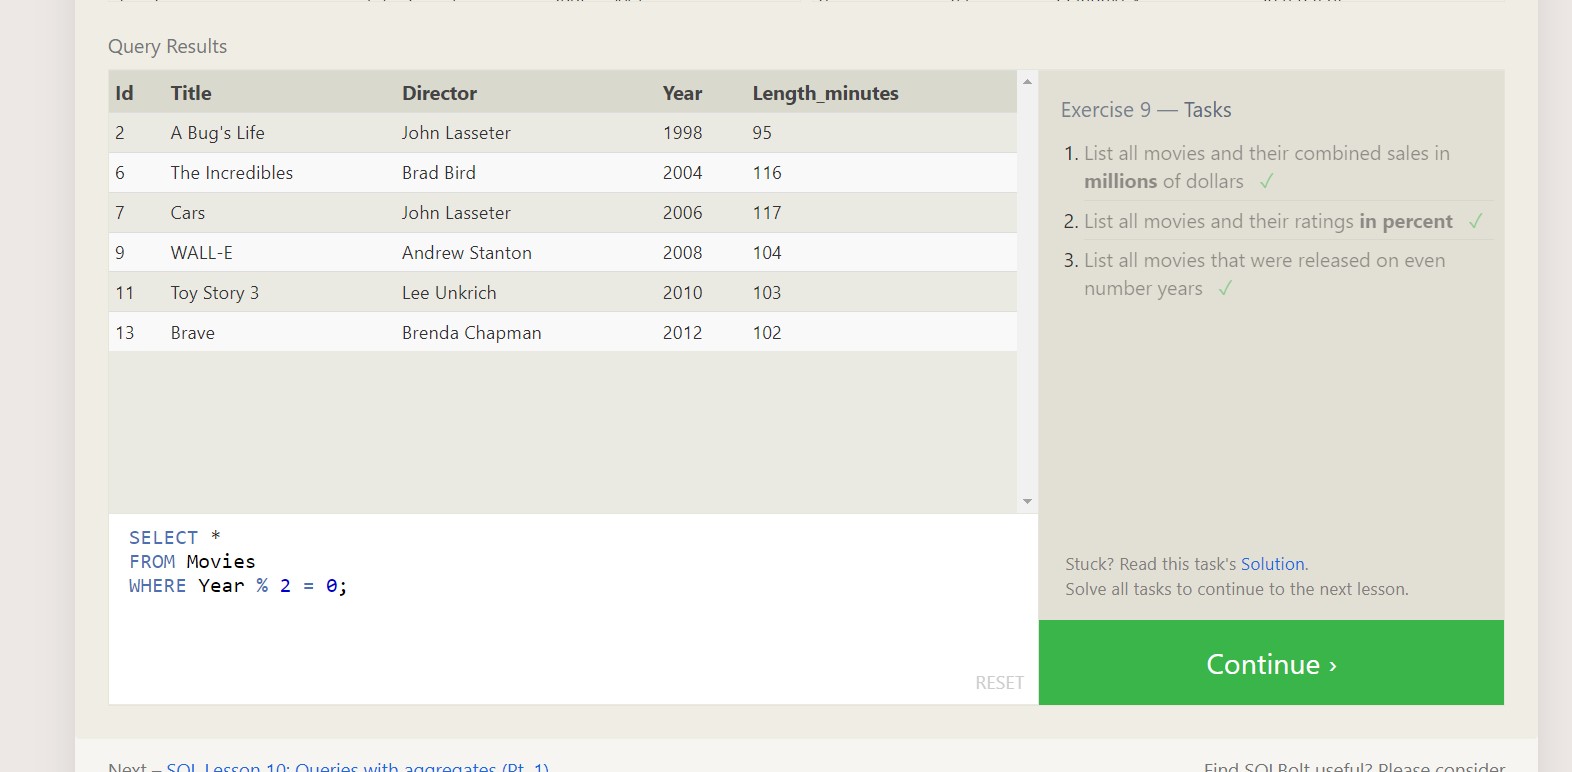 Query Results
Id Title Director Year Length_minutes
2 A Bug's Life John Lasseter 1998 95
6 The Incredibles Brad Bird 2004 116
7 Cars John Lasseter 2006 117
9 WALL-E Andrew Stanton 2008 104
11 Toy Story 3 Lee Unkrich 2010 103
13 Brave Brenda Chapman 2012 102
SELECT *
FROM Movies
WHERE Year % 2 = 0;
RESET
Exercise 9 — Tasks
1. List all movies and their combined sales in
millions of dollars ✓
2. List all movies and their ratings in percent ✓
3. List all movies that were released on even
number years ✓
Stuck? Read this task's Solution.
Solve all tasks to continue to the next lesson.
Continue ›
Next – SQL Lesson 10: Queries with aggregates (Pt. 1)
Find SQLBolt useful? Please consider